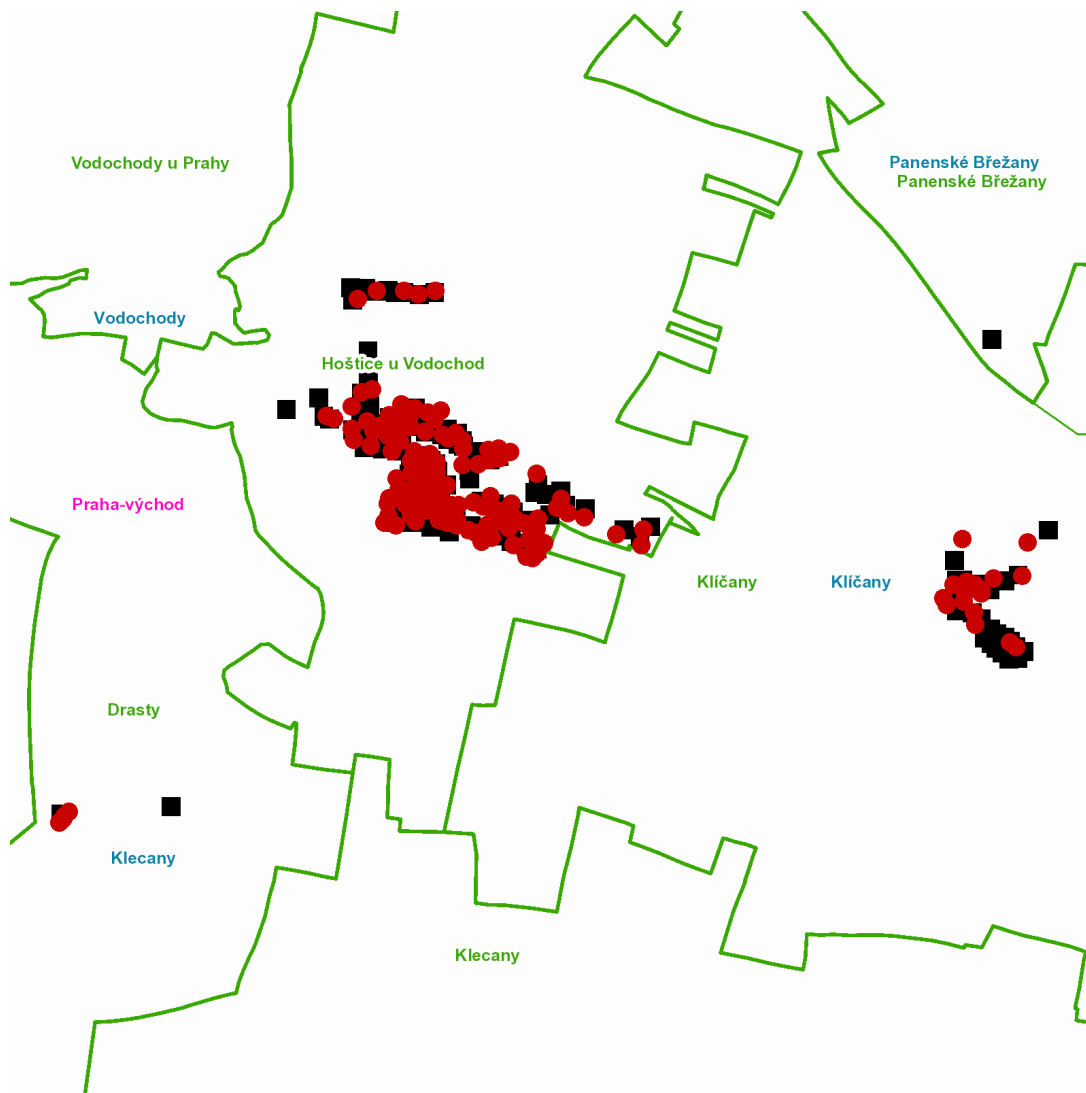 Vodochody u Prahy
Panenské Břežany
Panenské Břežany
Vodochody
Hoštice u Vodochod
Praha-východ
Klíčany
Klíčany
Drasty
Klecany
Klecany